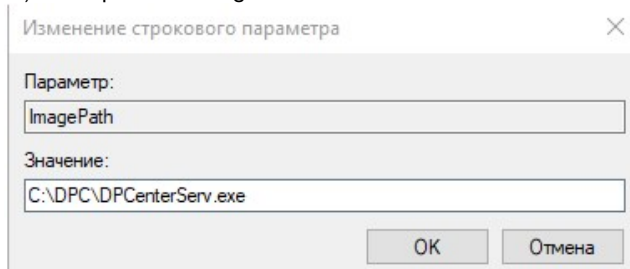 Изменение строкового параметра
Параметр:
ImagePath
Значение:
C:\DPC\DPCenterServ.exe
OK
Отмена